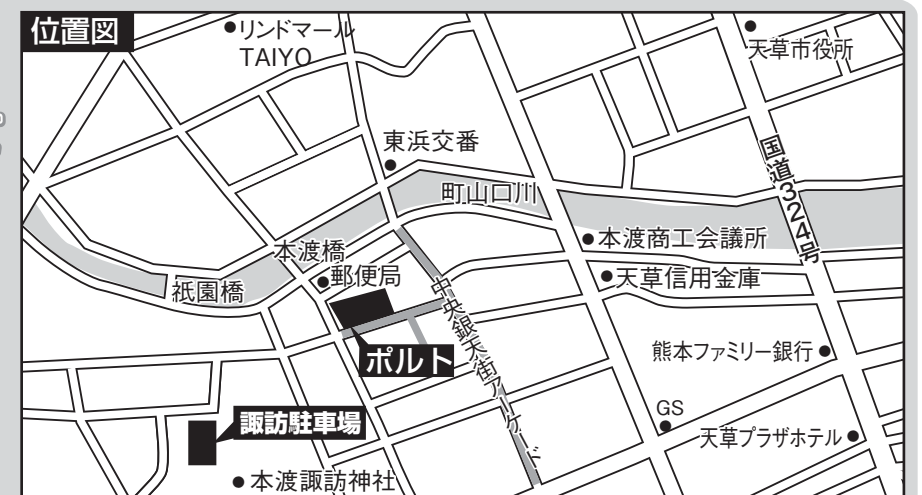 位置図
リンドマール
TAIYO
天草市役所
東浜交番
国道324号
町山口川
本渡橋
本渡商工会議所
郵便局
天草信用金庫
祇園橋
中央銀天街アーケード
ポルト
熊本ファミリー銀行
諏訪駐車場
GS
天草プラザホテル
本渡諏訪神社